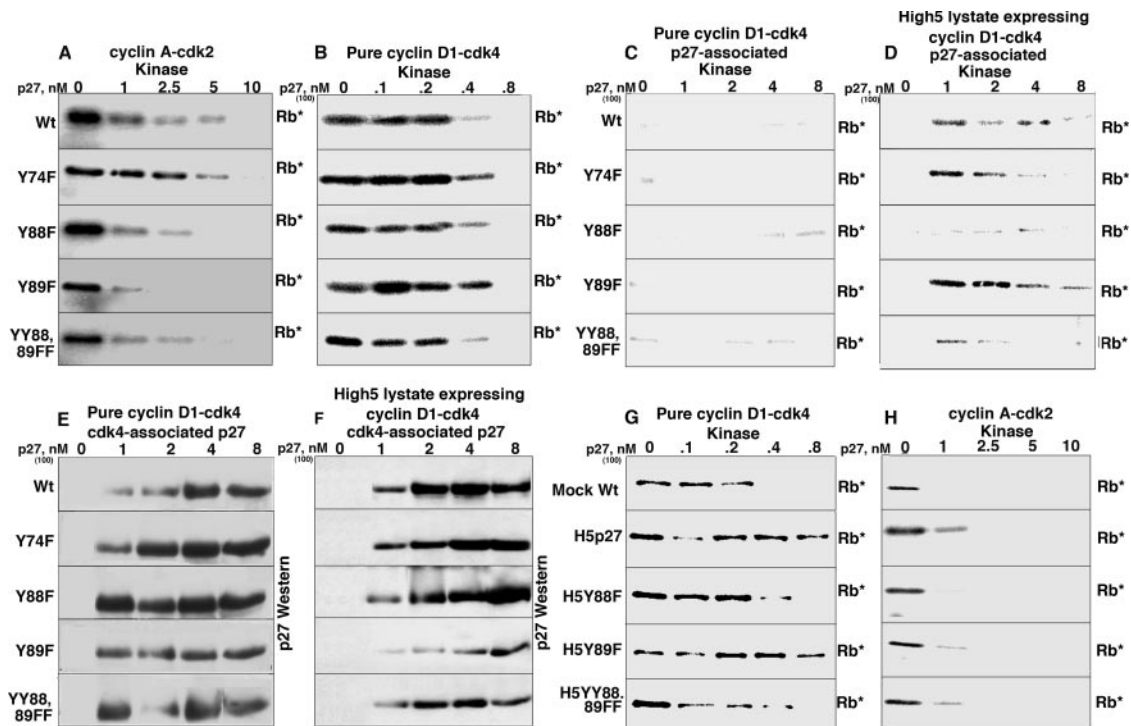 A cyclin A-cdk2
Kinase
p27, nM 0 1 2.5 5 10
Wt Rb*
Y74F Rb*
Y88F Rb*
Y89F Rb*
YY88,
89FF Rb*
B Pure cyclin D1-cdk4
Kinase
p27, nM 0 .1 .2 .4 .8
(100)
Rb*
Rb*
Rb*
Rb*
Rb*
C Pure cyclin D1-cdk4
p27-associated
Kinase
p27, nM 0 1 2 4 8
(100)
Wt Rb*
Y74F Rb*
Y88F Rb*
Y89F Rb*
YY88,
89FF Rb*
High5 lystate expressing
D cyclin D1-cdk4
p27-associated
Kinase
p27, nM 0 1 2 4 8
(100)
Rb*
Rb*
Rb*
Rb*
Rb*
E Pure cyclin D1-cdk4
cdk4-associated p27
p27, nM 0 1 2 4 8
(100)
Wt
Y74F
Y88F
Y89F
YY88,
89FF
p27 Western
High5 lystate expressing
F cyclin D1-cdk4
cdk4-associated p27
p27, nM 0 1 2 4 8
(100)
p27 Western
G Pure cyclin D1-cdk4
Kinase
p27, nM 0 .1 .2 .4 .8
(100)
Mock Wt Rb*
H5p27 Rb*
H5Y88F Rb*
H5Y89F Rb*
H5YY88.
89FF Rb*
H cyclin A-cdk2
Kinase
p27, nM 0 1 2.5 5 10
Rb*
Rb*
Rb*
Rb*
Rb*